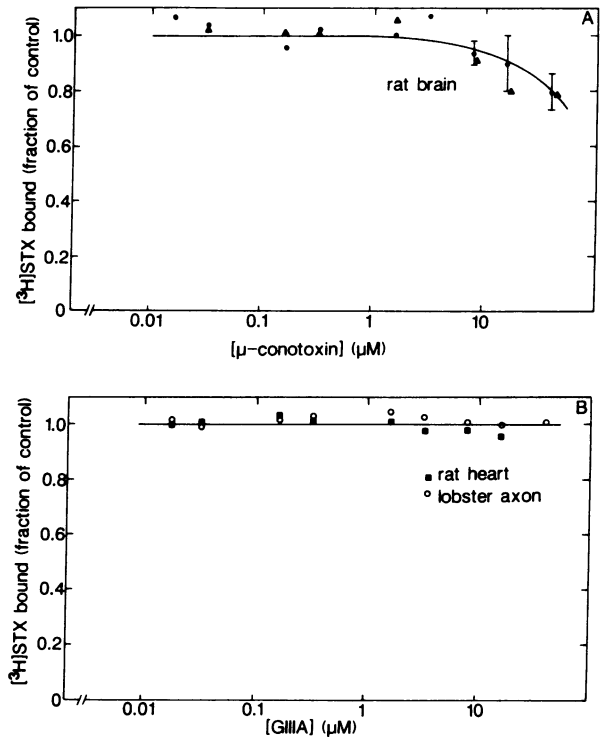 A
1.0
0.8
0.6
0.4
0.2
0
[³H]STX bound (fraction of control)
rat brain
0.01 0.1 1 10
[µ-conotoxin] (µM)
B
1.0
0.8
0.6
0.4
0.2
0
[³H]STX bound (fraction of control)
rat heart
lobster axon
0.01 0.1 1 10
[GIIIA] (µM)